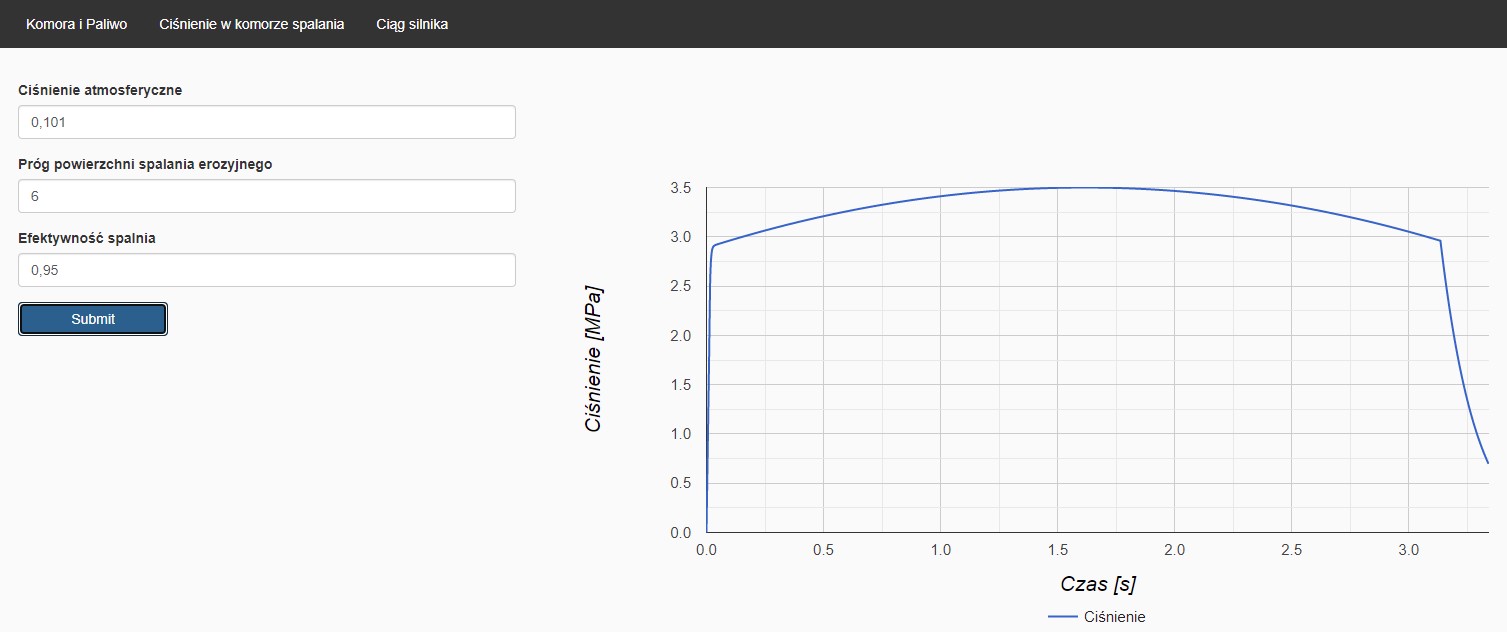 Komora i Paliwo Ciśnienie w komorze spalania Ciąg silnika
Ciśnienie atmosferyczne
0,101
Próg powierzchni spalania erozyjnego
6
Efektywność spalnia
0,95
Submit
Ciśnienie [MPa]
3.5
3.0
2.5
2.0
1.5
1.0
0.5
0.0
0.0 0.5 1.0 1.5 2.0 2.5 3.0
Czas [s]
Ciśnienie